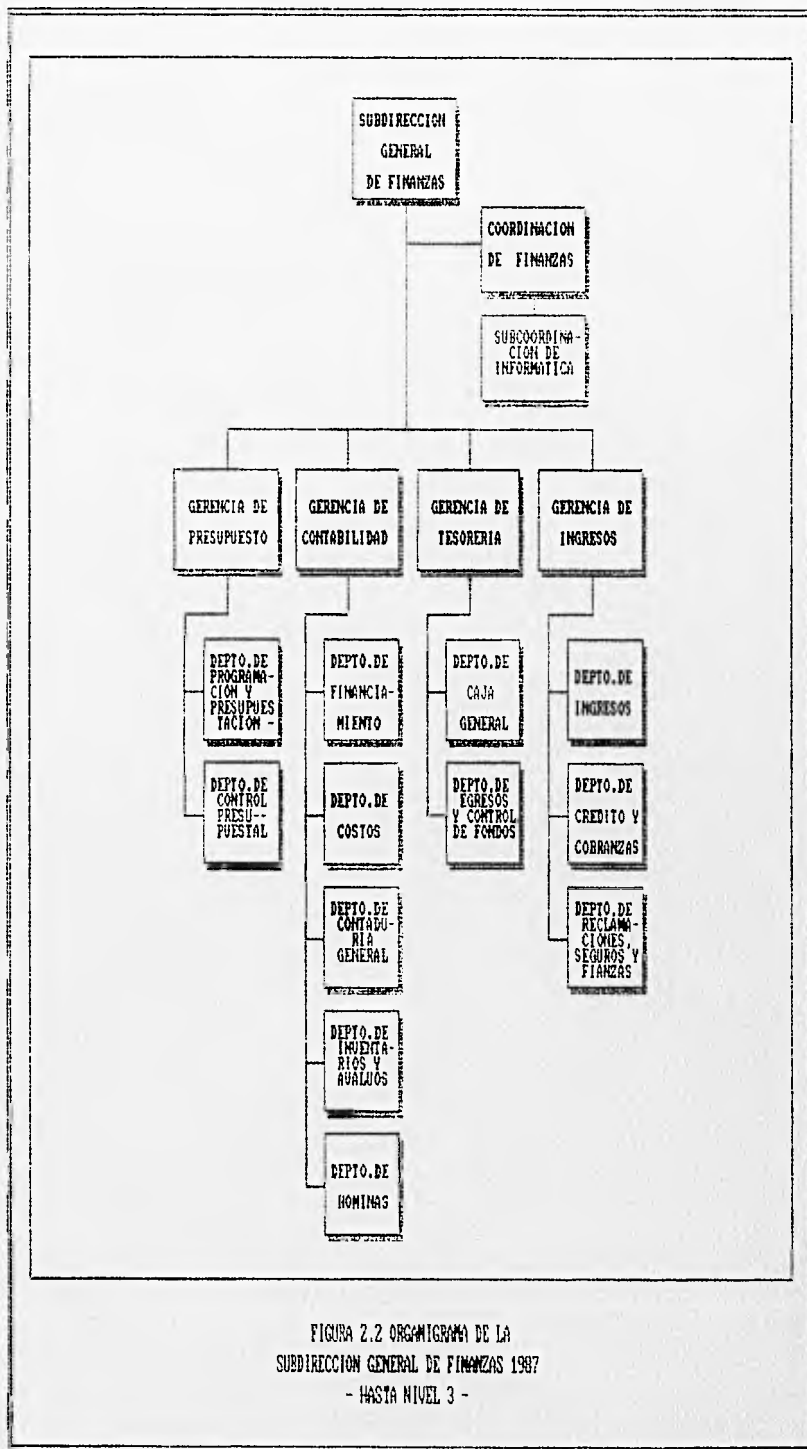 SUBDIRECCION
GENERAL
DE FINANZAS
COORDINACION
DE FINANZAS
SUBCOORDINA-
CION DE
INFORMATICA
GERENCIA DE
PRESUPUESTO
GERENCIA DE
CONTABILIDAD
GERENCIA DE
TESORERIA
GERENCIA DE
INGRESOS
DEPTO.DE
PROGRAMA-
CIÓN Y
PRESUPUES
TACIÓN -
DEPTO.DE
CONTROL
PRESU--
PUESTAL
DEPTO.DE
FINANCIA-
MIENTO
DEPTO.DE
COSTOS
DEPTO.DE
CONTADU-
RIA
GENERAL
DEPTO.DE
INVENTA-
RIOS Y
AVALUOS
DEPTO.DE
NOMINAS
DEPTO.DE
CAJA
GENERAL
DEPTO.DE
EGRESOS
Y CONTROL
DE FONDOS
DEPTO.DE
INGRESOS
DEPTO.DE
CREDITO Y
COBRANZAS
DEPTO.DE
RECLAMA-
CIONES,
SEGUROS Y
FIANZAS
FIGURA 2.2 ORGANIGRAMA DE LA
SUBDIRECCION GENERAL DE FINANZAS 1987
- HASTA NIVEL 3 -